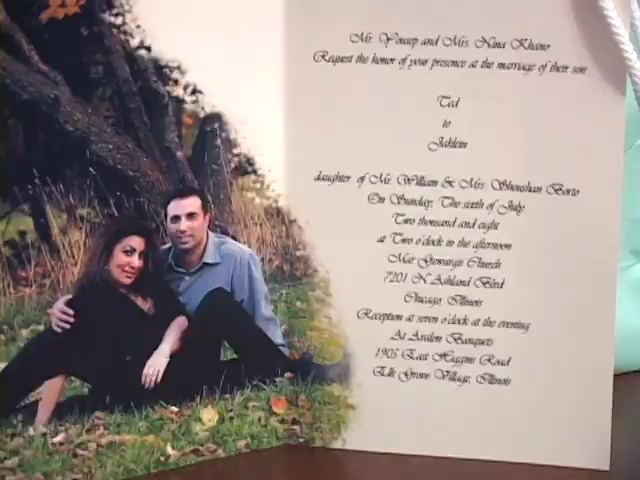 Mr. Yousep and Mrs. Nina Khaino
Request the honor of your presence at the marriage of their son
Ted
to
Jaklein
daughter of Mr. William & Mrs. Shoushan Borto
On Sunday, The sixth of July
Two thousand and eight
at Two o'clock in the afternoon
Mar Gewargis Church
7201 N Ashland Blvd
Chicago, Illinois
Reception at seven o'clock at the evening
At Avalon Banquets
1905 East Higgins Road
Elk Grove Village, Illinois